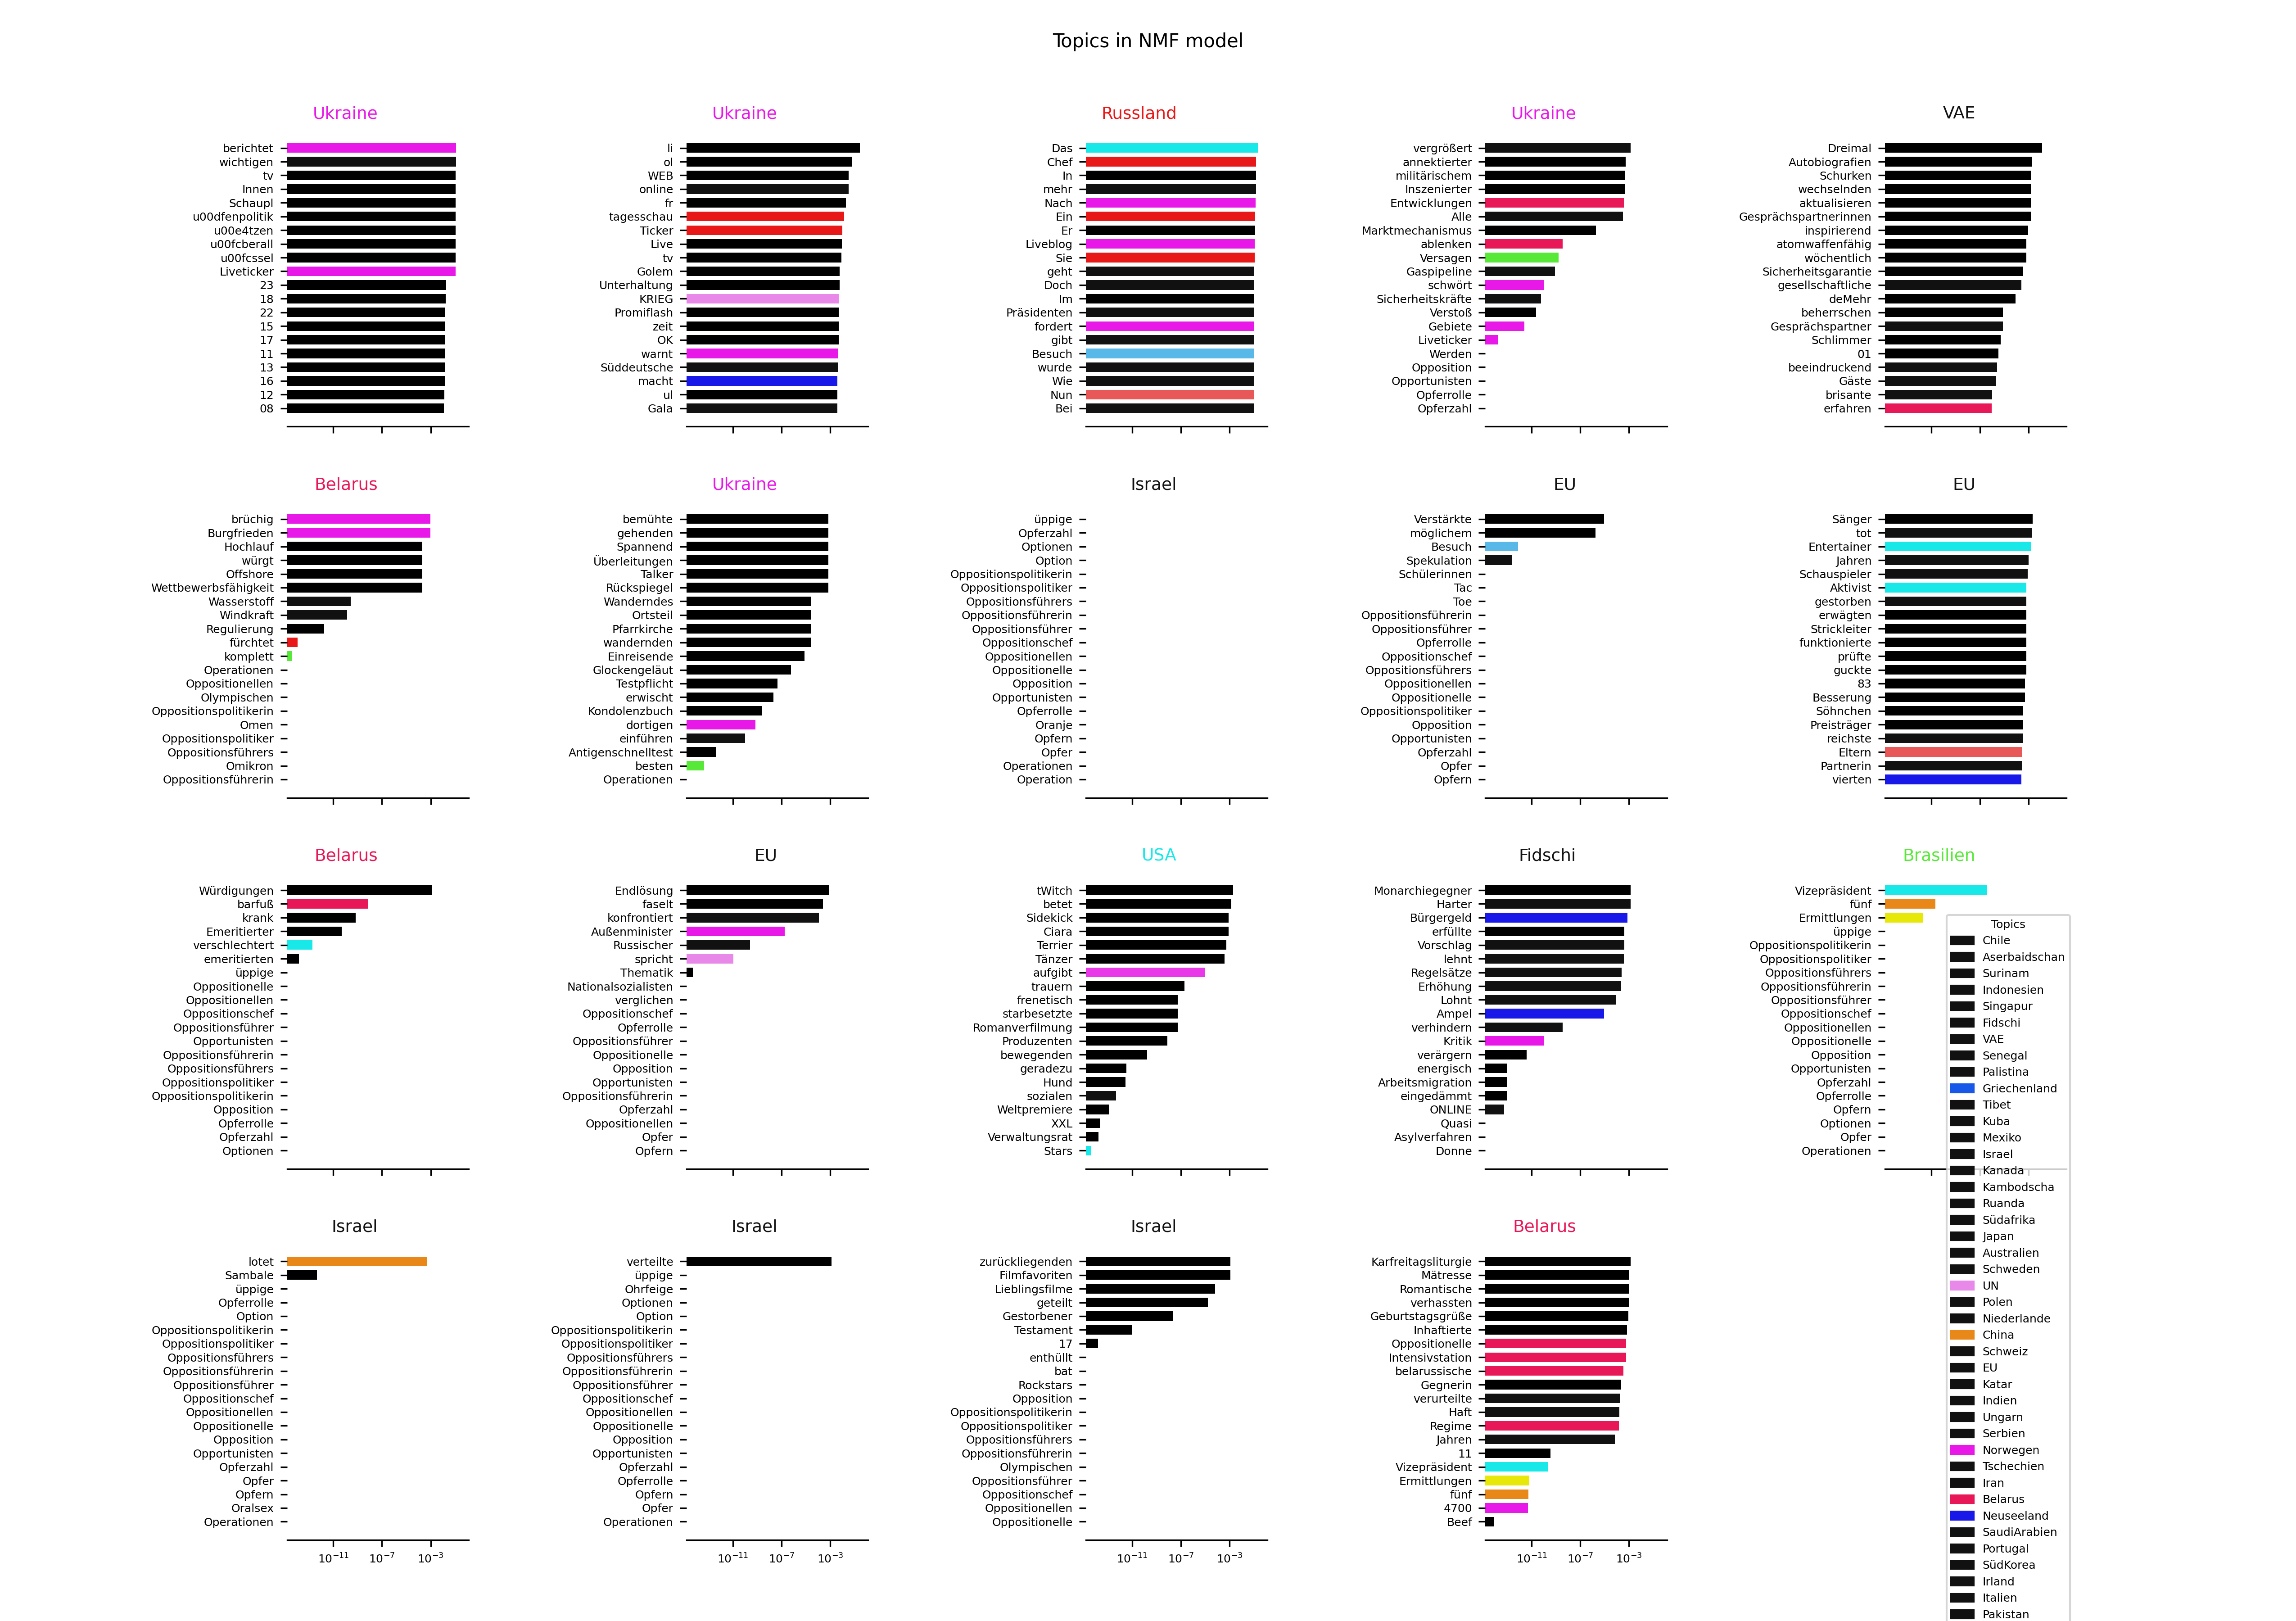 Topics in NMF model
Ukraine
berichtet
wichtigen
tv
Innen
Schaupl
u00dfenpolitik
u00e4tzen
u00fcberall
u00fcssel
Liveticker
23
18
22
15
17
11
13
16
12
08
Ukraine
li
ol
WEB
online
fr
tagesschau
Ticker
Live
tv
Golem
Unterhaltung
KRIEG
Promiflash
zeit
OK
warnt
Süddeutsche
macht
ul
Gala
Russland
Das
Chef
In
mehr
Nach
Ein
Er
Liveblog
Sie
geht
Doch
Im
Präsidenten
fordert
gibt
Besuch
wurde
Wie
Nun
Bei
Ukraine
vergrößert
annektierter
militärischem
Inszenierter
Entwicklungen
Alle
Marktmechanismus
ablenken
Versagen
Gaspipeline
schwört
Sicherheitskräfte
Verstoß
Gebiete
Liveticker
Werden
Opposition
Opportunisten
Opferrolle
Opferzahl
VAE
Dreimal
Autobiografien
Schurken
wechselnden
aktualisieren
Gesprächspartnerinnen
inspirierend
atomwaffenfähig
wöchentlich
Sicherheitsgarantie
gesellschaftliche
deMehr
beherrschen
Gesprächspartner
Schlimmer
01
beeindruckend
Gäste
brisante
erfahren
Belarus
brüchig
Burgfrieden
Hochlauf
würgt
Offshore
Wettbewerbsfähigkeit
Wasserstoff
Windkraft
Regulierung
fürchtet
komplett
Operationen
Oppositionellen
Olympischen
Oppositionspolitikerin
Omen
Oppositionspolitiker
Oppositionsführers
Omikron
Oppositionsführerin
Ukraine
bemühte
gehenden
Spannend
Überleitungen
Talker
Rückspiegel
Wanderndes
Ortsteil
Pfarrkirche
wandernden
Einreisende
Glockengeläut
Testpflicht
erwischt
Kondolenzbuch
dortigen
einführen
Antigenschnelltest
besten
Operationen
Israel
üppige
Opferzahl
Optionen
Option
Oppositionspolitikerin
Oppositionspolitiker
Oppositionsführers
Oppositionsführerin
Oppositionsführer
Oppositionschef
Oppositionellen
Oppositionelle
Opposition
Opportunisten
Opferrolle
Oranje
Opfern
Opfer
Operationen
Operation
EU
Verstärkte
möglichem
Besuch
Spekulation
Schülerinnen
Tac
Toe
Oppositionsführerin
Oppositionsführer
Opferrolle
Oppositionschef
Oppositionsführers
Oppositionellen
Oppositionelle
Oppositionspolitiker
Opposition
Opportunisten
Opferzahl
Opfer
Opfern
EU
Sänger
tot
Entertainer
Jahren
Schauspieler
Aktivist
gestorben
erwägten
Strickleiter
funktionierte
prüfte
guckte
83
Besserung
Söhnchen
Preisträger
reichste
Eltern
Partnerin
vierten
Belarus
Würdigungen
barfuß
krank
Emeritierter
verschlechtert
emeritierten
üppige
Oppositionelle
Oppositionellen
Oppositionschef
Oppositionsführer
Opportunisten
Oppositionsführerin
Oppositionsführers
Oppositionspolitiker
Oppositionspolitikerin
Opposition
Opferrolle
Opferzahl
Optionen
EU
Endlösung
faselt
konfrontiert
Außenminister
Russischer
spricht
Thematik
Nationalsozialisten
verglichen
Oppositionschef
Opferrolle
Oppositionsführer
Oppositionelle
Opposition
Opportunisten
Oppositionsführerin
Opferzahl
Oppositionellen
Opfer
Opfern
USA
tWitch
betet
Sidekick
Ciara
Terrier
Tänzer
aufgibt
trauern
frenetisch
starbesetzte
Romanverfilmung
Produzenten
bewegenden
geradezu
Hund
sozialen
Weltpremiere
XXL
Verwaltungsrat
Stars
Fidschi
Monarchiegegner
Harter
Bürgergeld
erfüllte
Vorschlag
lehnt
Regelsätze
Erhöhung
Lohnt
Ampel
verhindern
Kritik
verärgern
energisch
Arbeitsmigration
eingedämmt
ONLINE
Quasi
Asylverfahren
Donne
Brasilien
Vizepräsident
fünf
Ermittlungen
üppige
Oppositionspolitikerin
Oppositionspolitiker
Oppositionsführers
Oppositionsführerin
Oppositionsführer
Oppositionschef
Oppositionellen
Oppositionelle
Opposition
Opportunisten
Opferzahl
Opferrolle
Opfern
Optionen
Opfer
Operationen
Israel
lotet
Sambale
üppige
Opferrolle
Option
Oppositionspolitikerin
Oppositionspolitiker
Oppositionsführers
Oppositionsführerin
Oppositionsführer
Oppositionschef
Oppositionellen
Oppositionelle
Opposition
Opportunisten
Opferzahl
Opfer
Opfern
Oralsex
Operationen
10⁻¹¹ 10⁻⁷ 10⁻³
Israel
verteilte
üppige
Ohrfeige
Optionen
Option
Oppositionspolitikerin
Oppositionspolitiker
Oppositionsführers
Oppositionsführerin
Oppositionsführer
Oppositionschef
Oppositionellen
Oppositionelle
Opposition
Opportunisten
Opferzahl
Opferrolle
Opfern
Opfer
Operationen
10⁻¹¹ 10⁻⁷ 10⁻³
Israel
zurückliegenden
Filmfavoriten
Lieblingsfilme
geteilt
Gestorbener
Testament
17
enthüllt
bat
Rockstars
Opposition
Oppositionspolitikerin
Oppositionspolitiker
Oppositionsführers
Oppositionsführerin
Olympischen
Oppositionsführer
Oppositionschef
Oppositionellen
Oppositionelle
10⁻¹¹ 10⁻⁷ 10⁻³
Belarus
Karfreitagsliturgie
Mätresse
Romantische
verhassten
Geburtstagsgrüße
Inhaftierte
Oppositionelle
Intensivstation
belarussische
Gegnerin
verurteilte
Haft
Regime
Jahren
11
Vizepräsident
Ermittlungen
fünf
4700
Beef
10⁻¹¹ 10⁻⁷ 10⁻³
Topics
Chile
Aserbaidschan
Surinam
Indonesien
Singapur
Fidschi
VAE
Senegal
Palistina
Griechenland
Tibet
Kuba
Mexiko
Israel
Kanada
Kambodscha
Ruanda
Südafrika
Japan
Australien
Schweden
UN
Polen
Niederlande
China
Schweiz
EU
Katar
Indien
Ungarn
Serbien
Norwegen
Tschechien
Iran
Belarus
Neuseeland
SaudiArabien
Portugal
SüdKorea
Irland
Italien
Pakistan